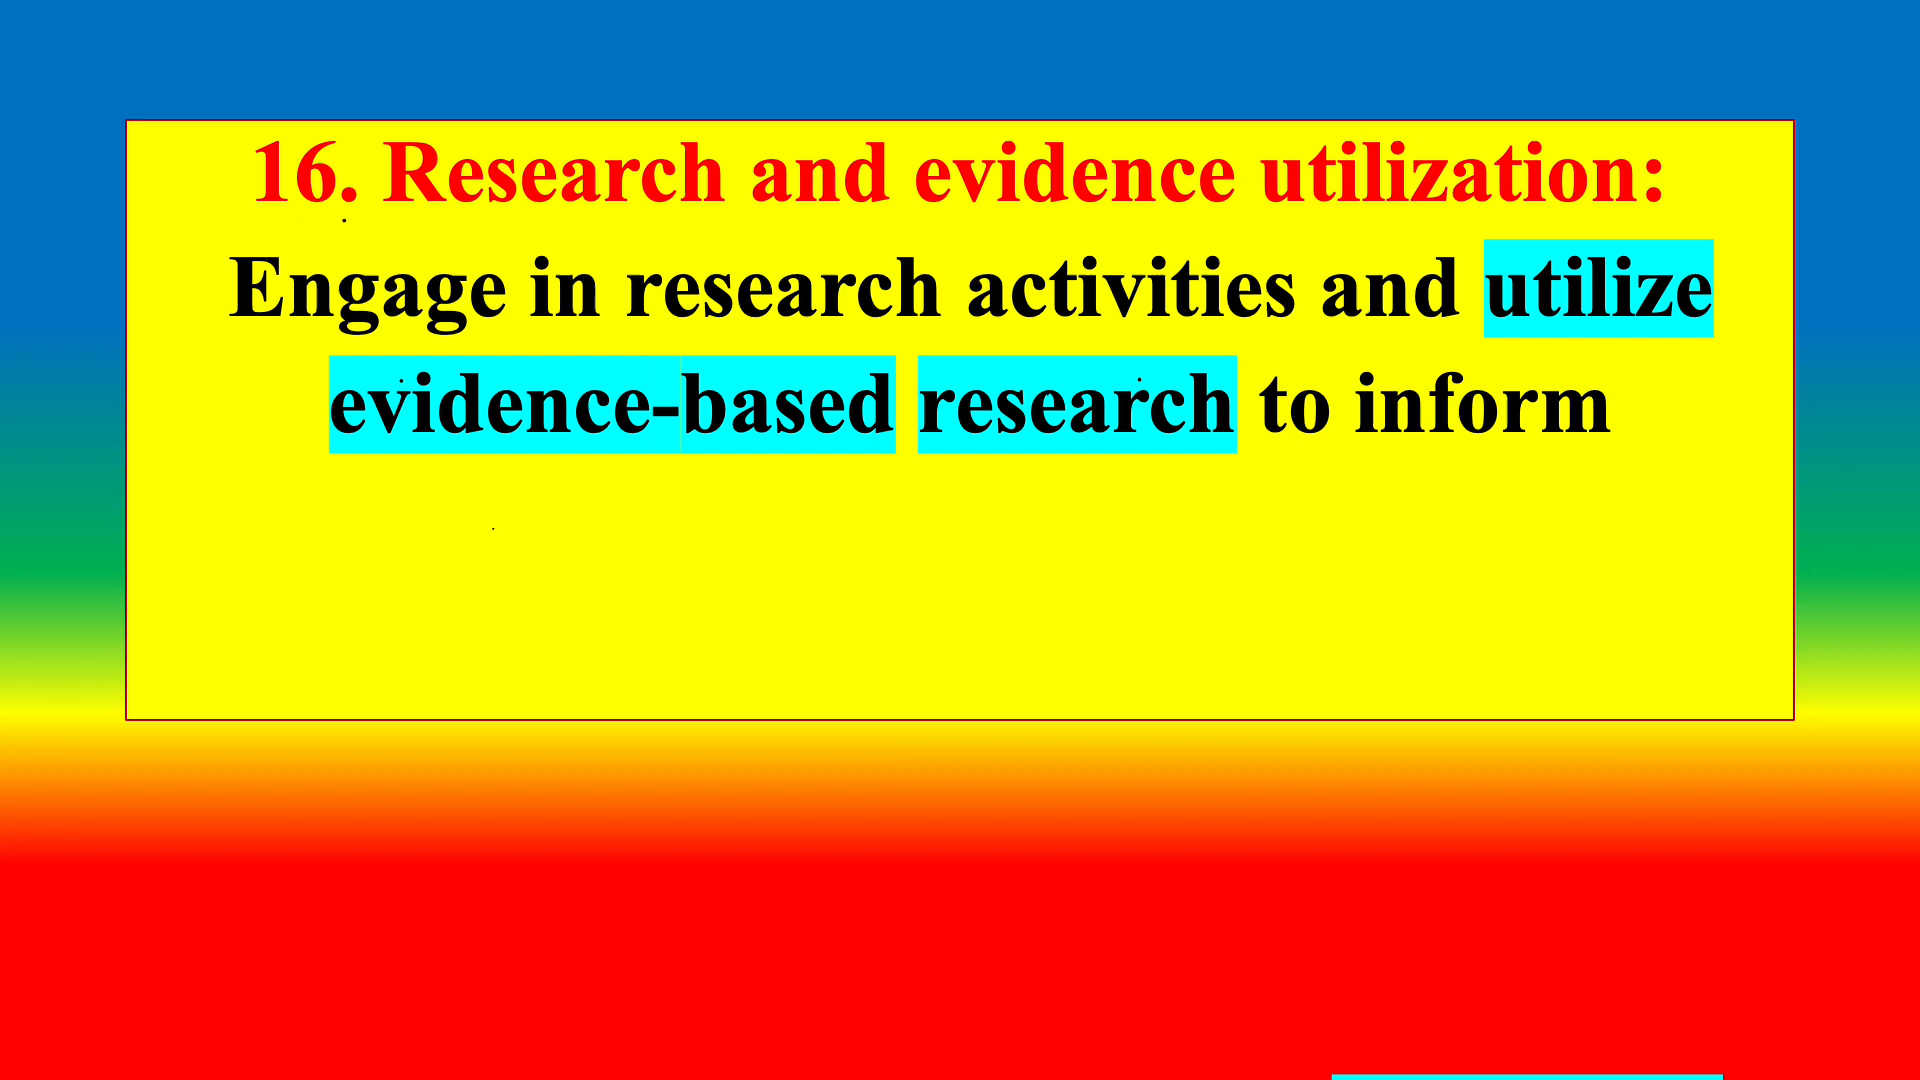 16. Research and evidence utilization:
Engage in research activities and utilize
evidence-based research to inform